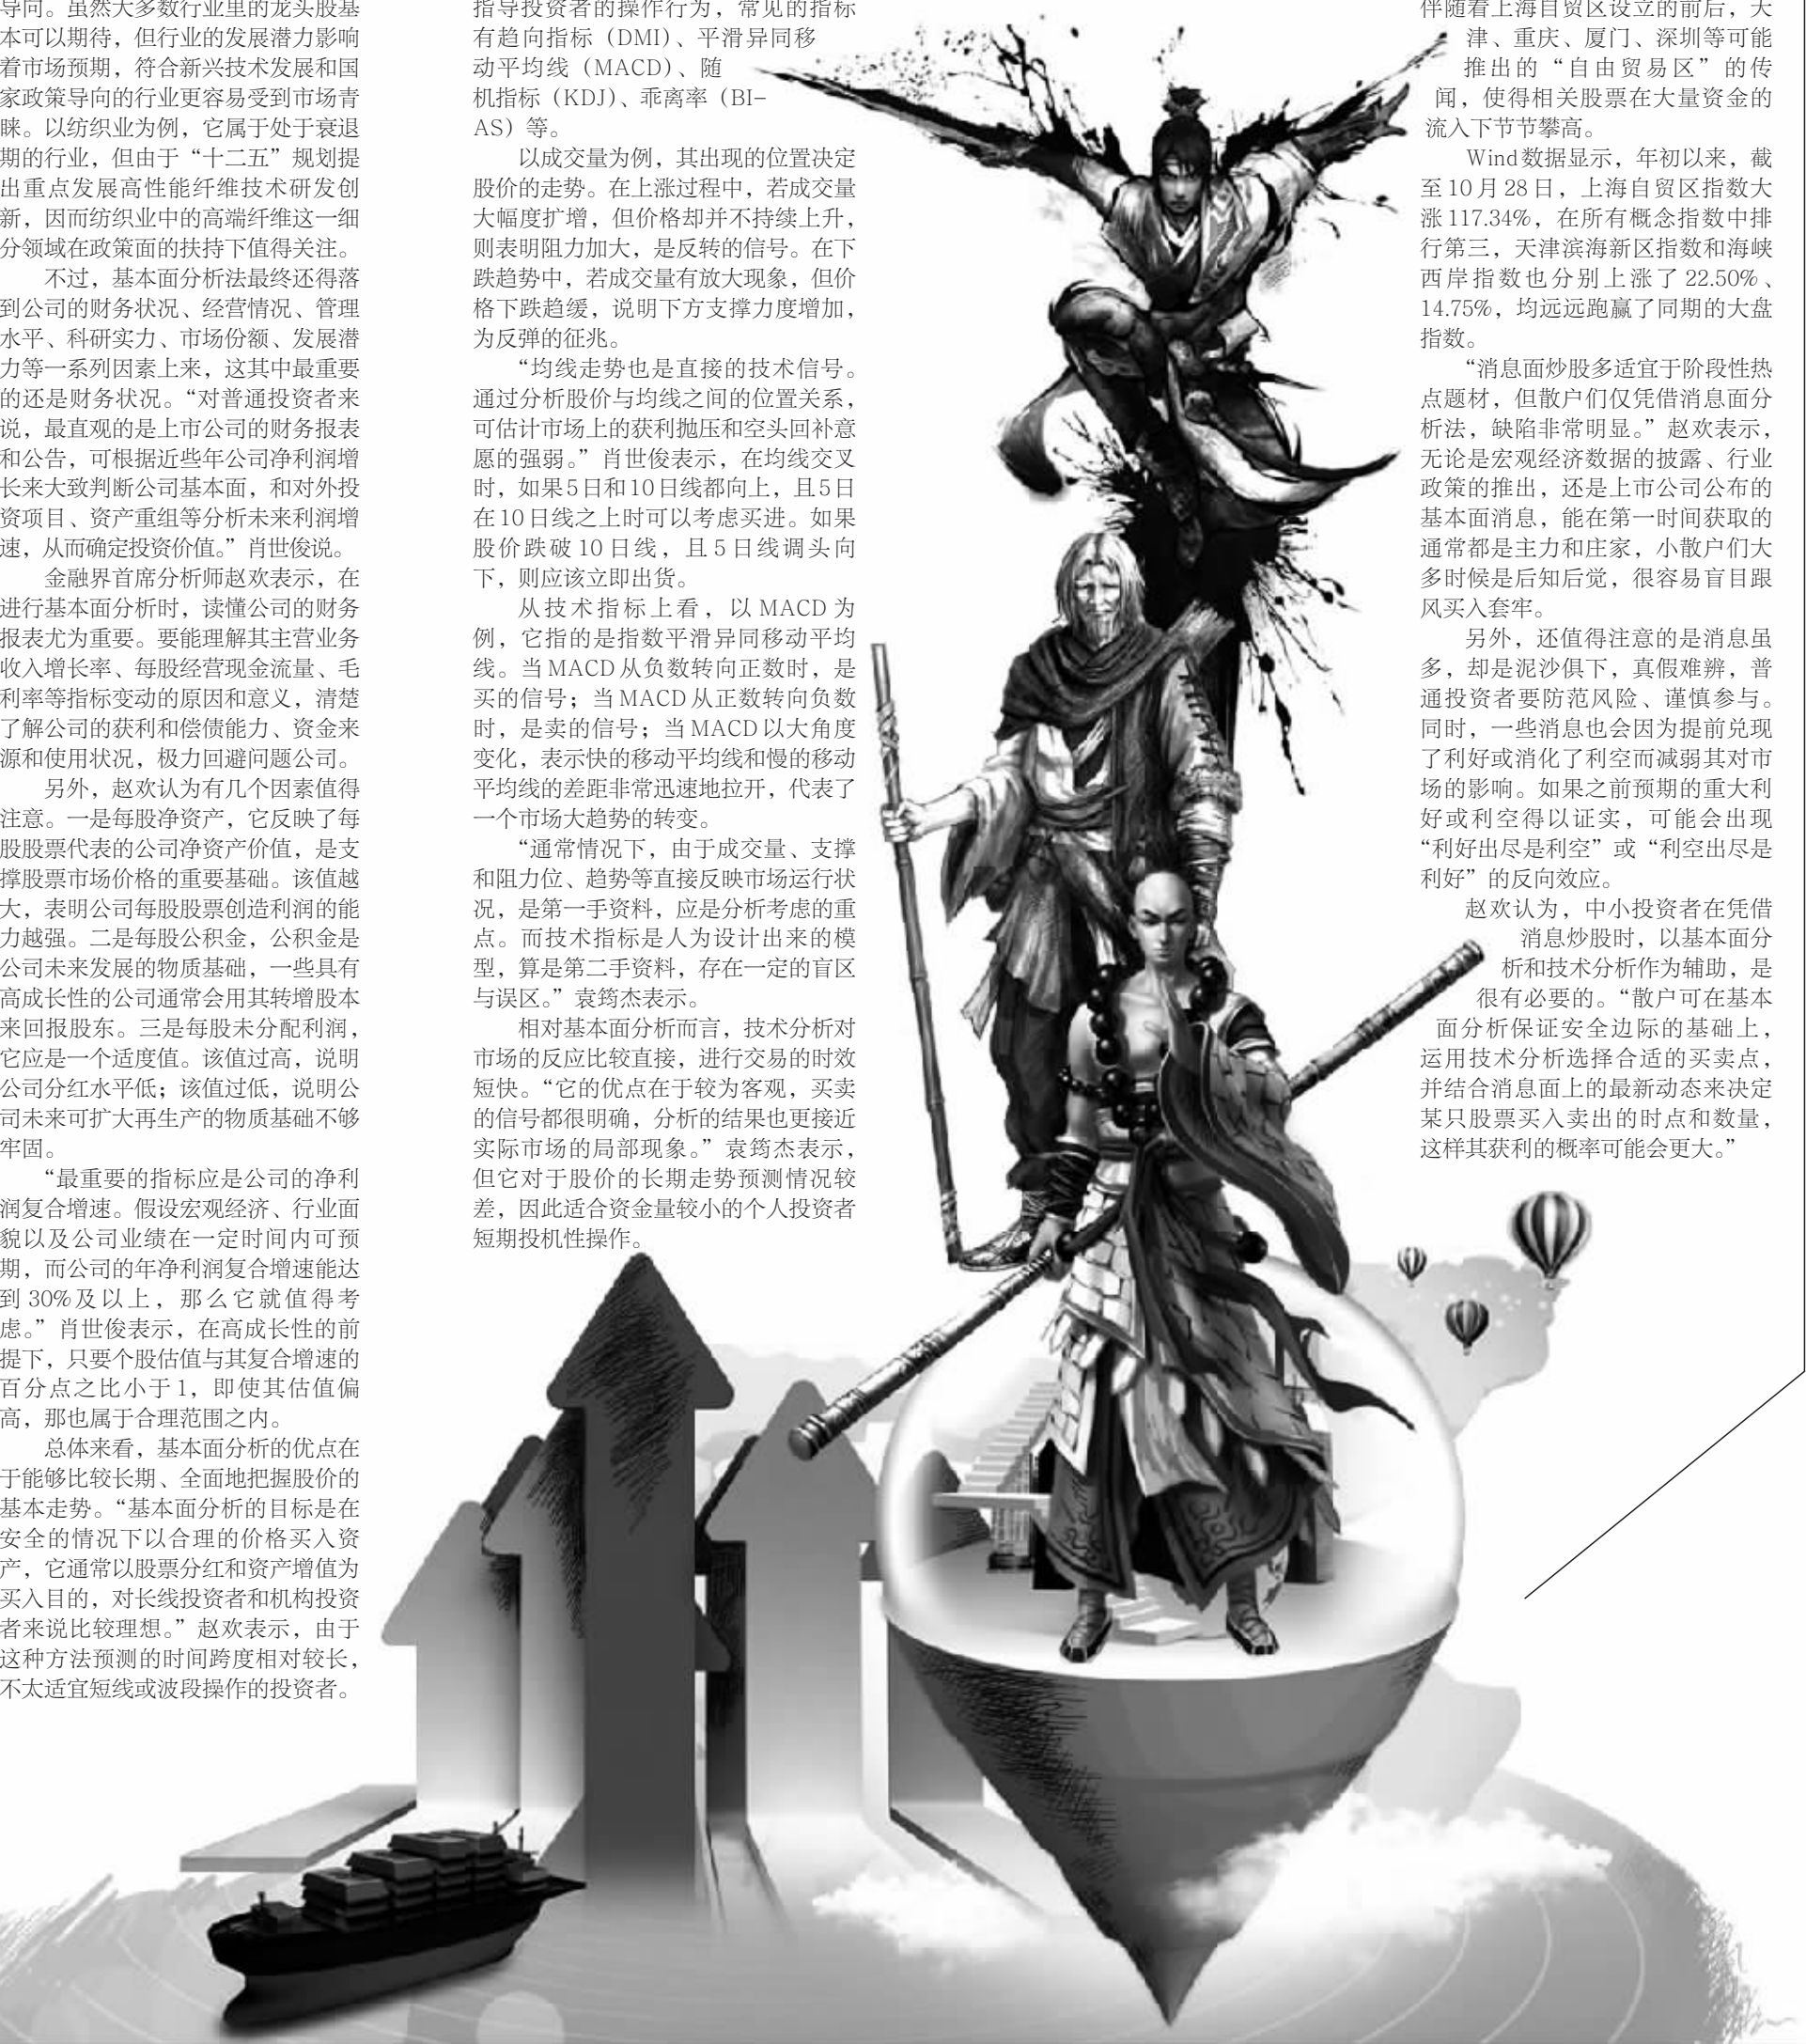 导向。虽然大多数行业里的龙头股基
本可以期待，但行业的发展潜力影响
着市场预期，符合新兴技术发展和国
家政策导向的行业更容易受到市场青
睐。以纺织业为例，它属于处于衰退
期的行业，但由于“十二五”规划提
出重点发展高性能纤维技术研发创
新，因而纺织业中的高端纤维这一细
分领域在政策面的扶持下值得关注。
不过，基本面分析法最终还得落
到公司的财务状况、经营情况、管理
水平、科研实力、市场份额、发展潜
力等一系列因素上来，这其中最重要
的还是财务状况。“对普通投资者来
说，最直观的是上市公司的财务报表
和公告，可根据近些年公司净利润增
长来大致判断公司基本面，和对外投
资项目、资产重组等分析未来利润增
速，从而确定投资价值。”肖世俊说。
金融界首席分析师赵欢表示，在
进行基本面分析时，读懂公司的财务
报表尤为重要。要能理解其主营业务
收入增长率、每股经营现金流量、毛
利率等指标变动的原因和意义，清楚
了解公司的获利和偿债能力、资金来
源和使用状况，极力回避问题公司。
另外，赵欢认为有几个因素值得
注意。一是每股净资产，它反映了每
股股票代表的公司净资产价值，是支
撑股票市场价格的重要基础。该值越
大，表明公司每股股票创造利润的能
力越强。二是每股公积金，公积金是
公司未来发展的物质基础，一些具有
高成长性的公司通常会用其转增股本
来回报股东。三是每股未分配利润，
它应是一个适度值。该值过高，说明
公司分红水平低；该值过低，说明公
司未来可扩大再生产的物质基础不够
牢固。
“最重要的指标应是公司的净利
润复合增速。假设宏观经济、行业面
貌以及公司业绩在一定时间内可预
期，而公司的年净利润复合增速能达
到30%及以上，那么它就值得考
虑。”肖世俊表示，在高成长性的前
提下，只要个股估值与其复合增速的
百分点之比小于1，即使其估值偏
高，那也属于合理范围之内。
总体来看，基本面分析的优点在
于能够比较长期、全面地把握股价的
基本走势。“基本面分析的目标是在
安全的情况下以合理的价格买入资
产，它通常以股票分红和资产增值为
买入目的，对长线投资者和机构投资
者来说比较理想。”赵欢表示，由于
这种方法预测的时间跨度相对较长，
不太适宜短线或波段操作的投资者。
指导投资者的操作行为，常见的指标
有趋向指标（DMI）、平滑异同移
动平均线（MACD）、随
机指标（KDJ）、乖离率（BI-
AS）等。
以成交量为例，其出现的位置决定
股价的走势。在上涨过程中，若成交量
大幅度扩增，但价格却并不持续上升，
则表明阻力加大，是反转的信号。在下
跌趋势中，若成交量有放大现象，但价
格下跌趋缓，说明下方支撑力度增加，
为反弹的征兆。
“均线走势也是直接的技术信号。
通过分析股价与均线之间的位置关系，
可估计市场上的获利抛压和空头回补意
愿的强弱。”肖世俊表示，在均线交叉
时，如果5日和10日线都向上，且5日
在10日线之上时可以考虑买进。如果
股价跌破10日线，且5日线调头向
下，则应该立即出货。
从技术指标上看，以MACD为
例，它指的是指数平滑异同移动平均
线。当MACD从负数转向正数时，是
买的信号；当MACD从正数转向负数
时，是卖的信号；当MACD以大角度
变化，表示快的移动平均线和慢的移动
平均线的差距非常迅速地拉开，代表了
一个市场大趋势的转变。
“通常情况下，由于成交量、支撑
和阻力位、趋势等直接反映市场运行状
况，是第一手资料，应是分析考虑的重
点。而技术指标是人为设计出来的模
型，算是第二手资料，存在一定的盲区
与误区。”袁筠杰表示。
相对基本面分析而言，技术分析对
市场的反应比较直接，进行交易的时效
短快。“它的优点在于较为客观，买卖
的信号都很明确，分析的结果也更接近
实际市场的局部现象。”袁筠杰表示，
但它对于股价的长期走势预测情况较
差，因此适合资金量较小的个人投资者
短期投机性操作。
伴随着上海自贸区设立的前后，天
津、重庆、厦门、深圳等可能
推出的“自由贸易区”的传
闻，使得相关股票在大量资金的
流入下节节攀高。
Wind数据显示，年初以来，截
至10月28日，上海自贸区指数大
涨117.34%，在所有概念指数中排
行第三，天津滨海新区指数和海峡
西岸指数也分别上涨了22.50%、
14.75%，均远远跑赢了同期的大盘
指数。
“消息面炒股多适宜于阶段性热
点题材，但散户们仅凭借消息面分
析法，缺陷非常明显。”赵欢表示，
无论是宏观经济数据的披露、行业
政策的推出，还是上市公司公布的
基本面消息，能在第一时间获取的
通常都是主力和庄家，小散户们大
多时候是后知后觉，很容易盲目跟
风买入套牢。
另外，还值得注意的是消息虽
多，却是泥沙俱下，真假难辨，普
通投资者要防范风险、谨慎参与。
同时，一些消息也会因为提前兑现
了利好或消化了利空而减弱其对市
场的影响。如果之前预期的重大利
好或利空得以证实，可能会出现
“利好出尽是利空”或“利空出尽是
利好”的反向效应。
赵欢认为，中小投资者在凭借
消息炒股时，以基本面分
析和技术分析作为辅助，是
很有必要的。“散户可在基本
面分析保证安全边际的基础上，
运用技术分析选择合适的买卖点，
并结合消息面上的最新动态来决定
某只股票买入卖出的时点和数量，
这样其获利的概率可能会更大。”